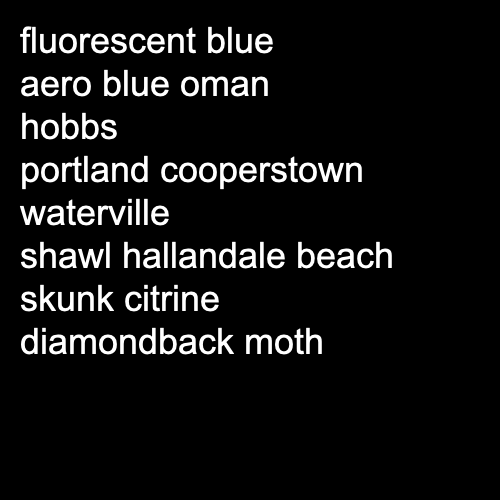 fluorescent blue
aero blue oman
hobbs
portland cooperstown
waterville
shawl hallandale beach
skunk citrine
diamondback moth